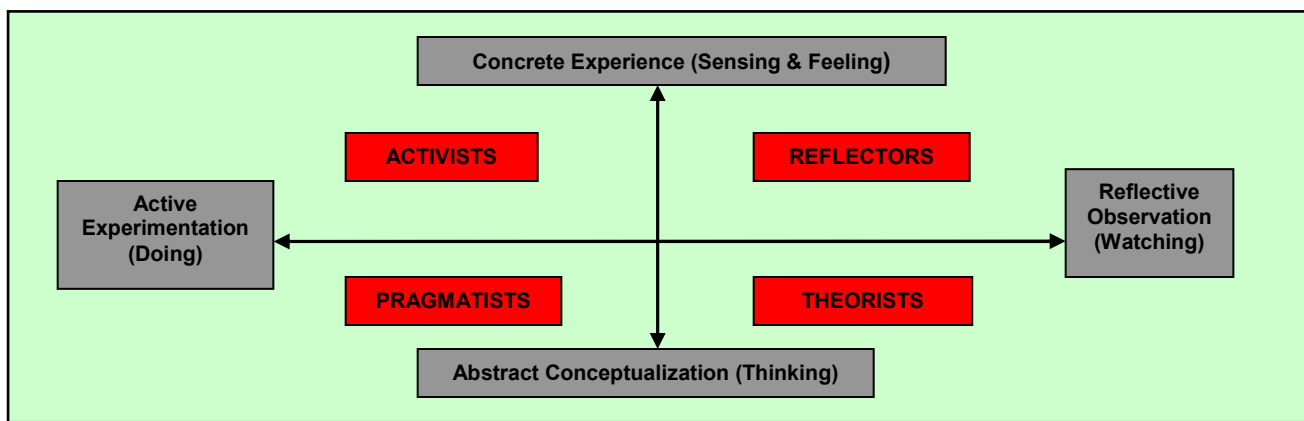 Concrete Experience (Sensing & Feeling)
ACTIVISTS
REFLECTORS
Active
Experimentation
(Doing)
Reflective
Observation
(Watching)
PRAGMATISTS
THEORISTS
Abstract Conceptualization (Thinking)